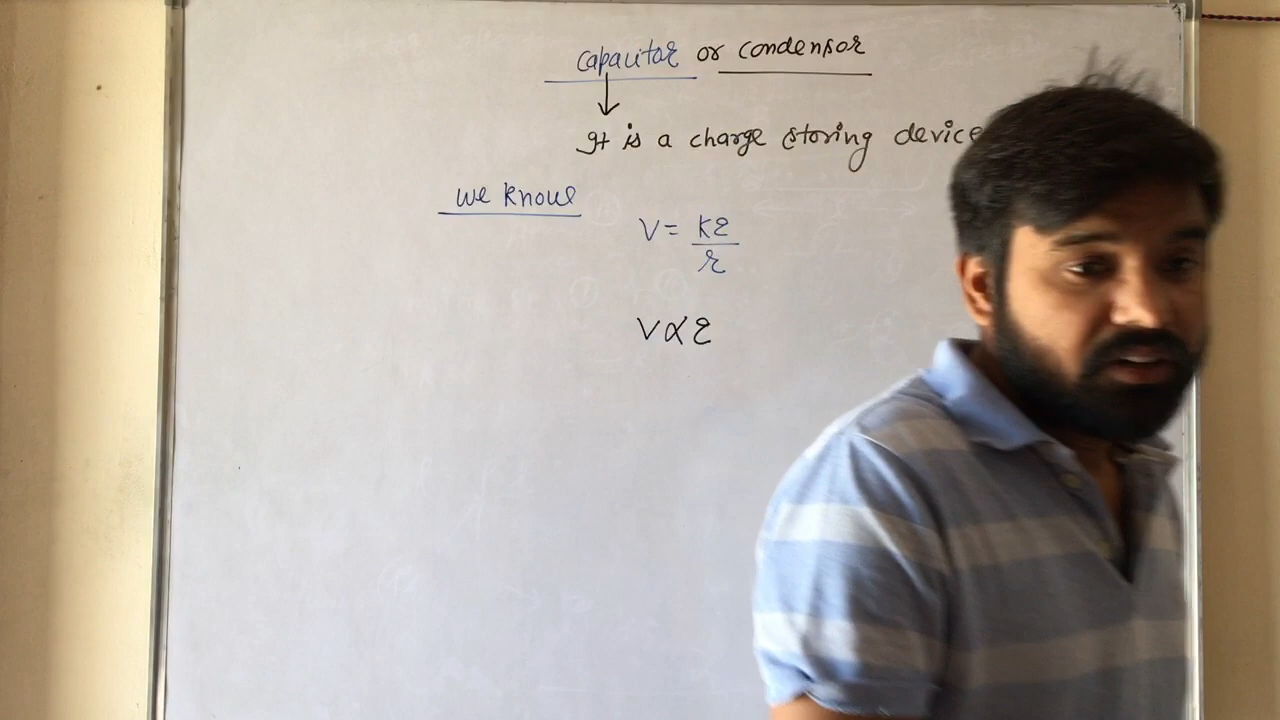 capacitor or condensor
It is a charge storing device
we know
V = kq/r
V ∝ q